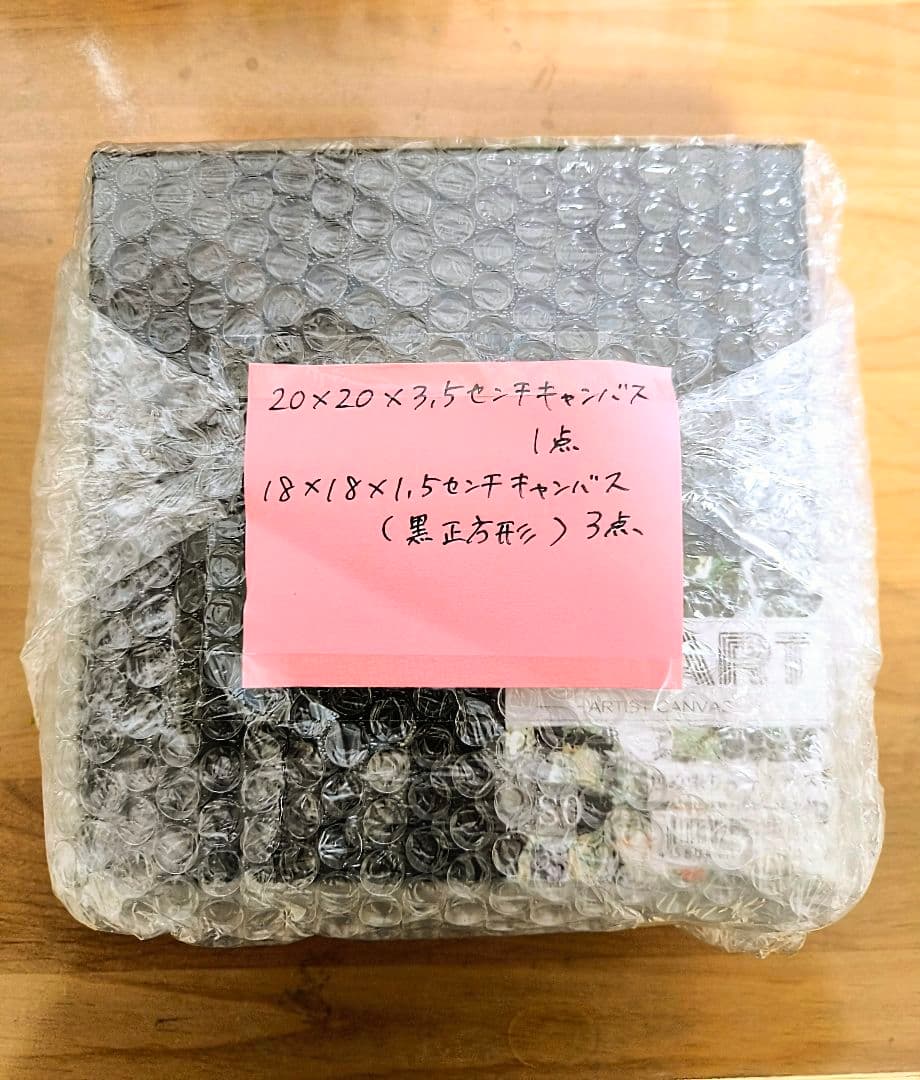 20×20×3.5センチキャンバス
1点
18×18×1.5センチキャンバス
(黒正方形)3点
ART
ARTIST CANVAS